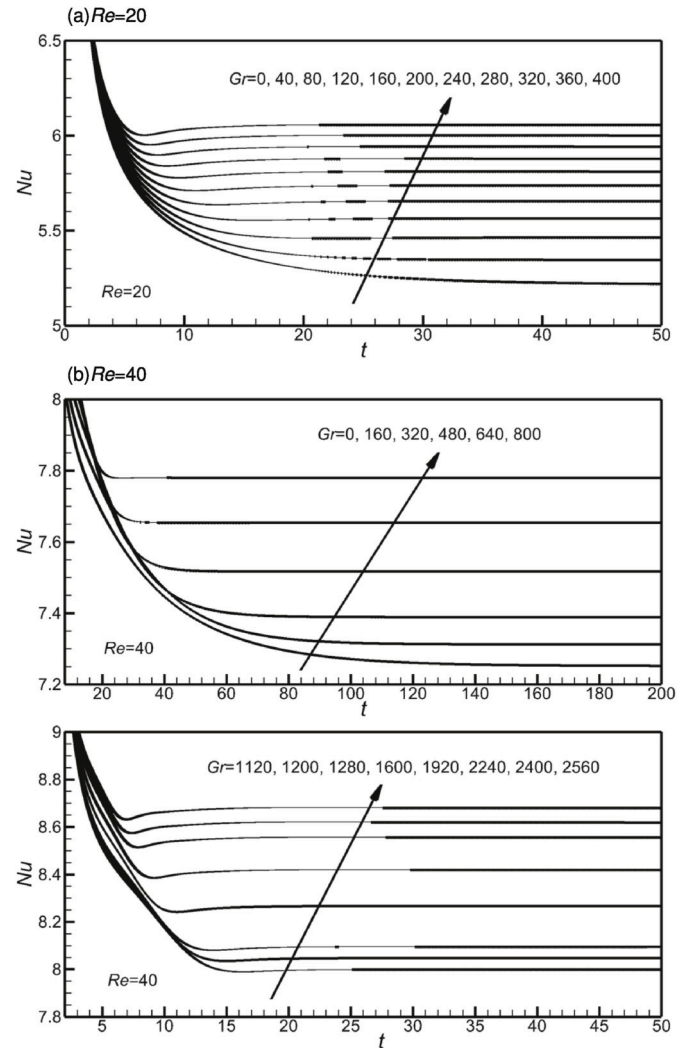 (a) Re=20
6.5
Gr=0, 40, 80, 120, 160, 200, 240, 280, 320, 360, 400
6
Nu
5.5
Re=20
5
0 10 20 30 40 50
t
(b) Re=40
8
Gr=0, 160, 320, 480, 640, 800
7.8
Nu
7.6
7.4
Re=40
7.2
20 40 60 80 100 120 140 160 180 200
t
9
Gr=1120, 1200, 1280, 1600, 1920, 2240, 2400, 2560
8.8
8.6
Nu
8.4
8.2
8
Re=40
7.8
5 10 15 20 25 30 35 40 45 50
t